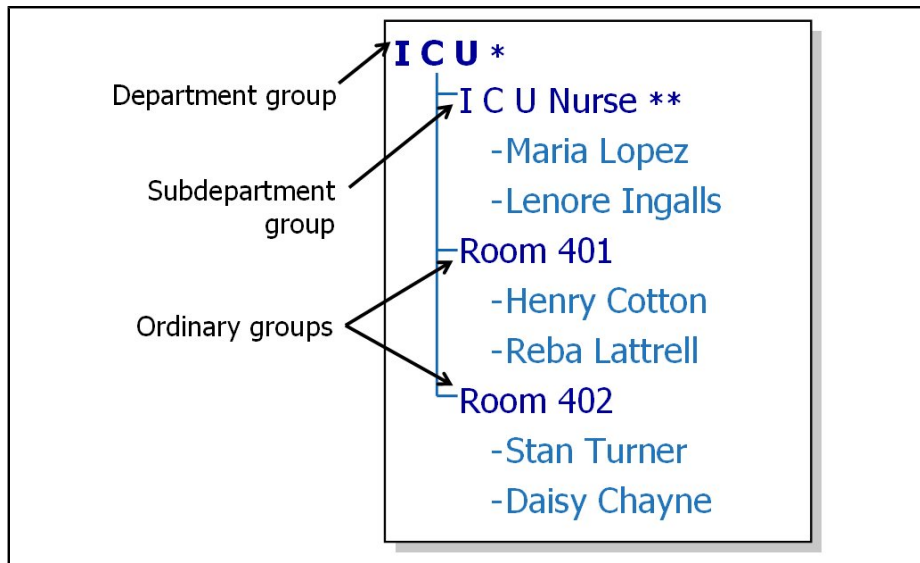 I C U *
Department group
I C U Nurse **
-Maria Lopez
Subdepartment
group
-Lenore Ingalls
Room 401
-Henry Cotton
Ordinary groups
-Reba Lattrell
Room 402
-Stan Turner
-Daisy Chayne